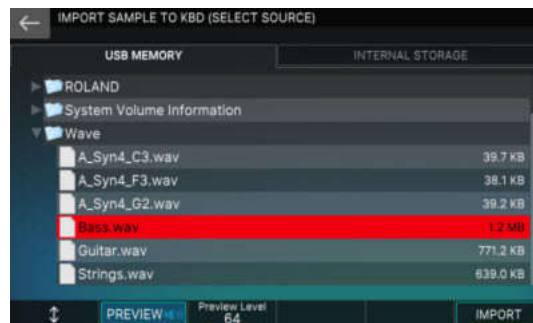 IMPORT SAMPLE TO KBD (SELECT SOURCE)
USB MEMORY INTERNAL STORAGE
ROLAND
System Volume Information
Wave
A_Syn4_C3.wav 39.7 KB
A_Syn4_F3.wav 38.1 KB
A_Syn4_G2.wav 39.2 KB
Bass.wav 1.2 MB
Guitar.wav 771.2 KB
Strings.wav 639.0 KB
PREVIEW Preview Level IMPORT
64